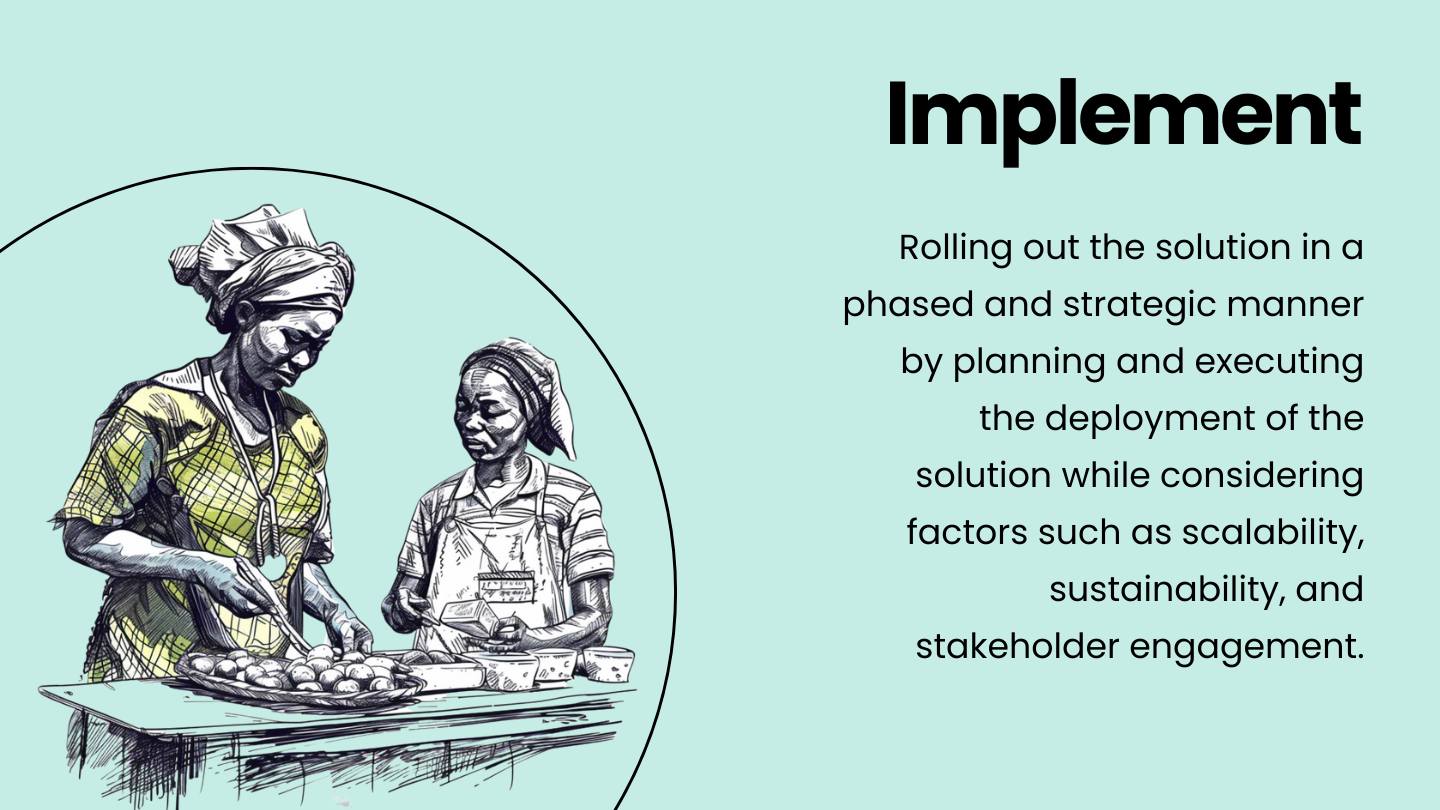 Implement
Rolling out the solution in a
phased and strategic manner
by planning and executing
the deployment of the
solution while considering
factors such as scalability,
sustainability, and
stakeholder engagement.